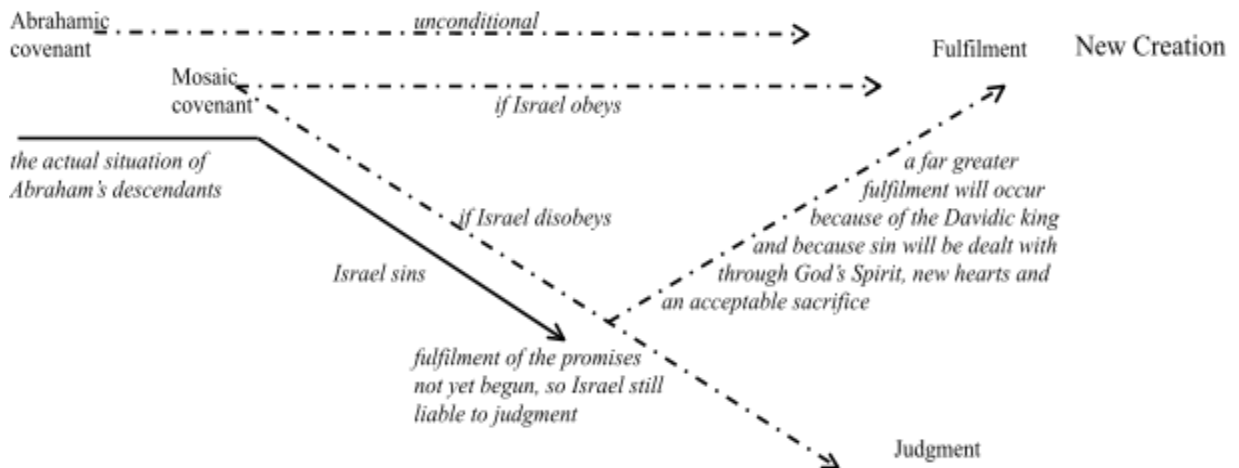 Abrahamic
covenant
unconditional
Fulfilment
New Creation
Mosaic
covenant
if Israel obeys
the actual situation of
Abraham’s descendants
a far greater
fulfilment will occur
because of the Davidic king
and because sin will be dealt with
through God’s Spirit, new hearts and
an acceptable sacrifice
if Israel disobeys
Israel sins
fulfilment of the promises
not yet begun, so Israel still
liable to judgment
Judgment